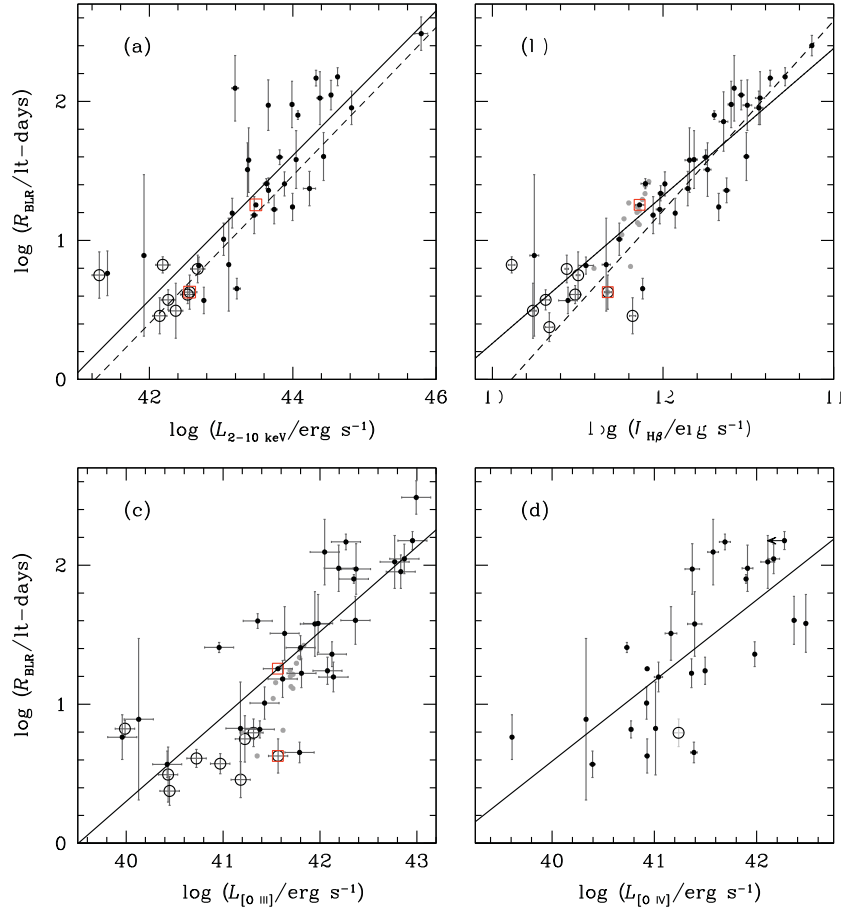 (a)
log (R_BLR/lt-days)
2
1
0
42 44 46
log (L_2−10 keV/erg s⁻¹)
(c)
log (R_BLR/lt-days)
2
1
0
40 41 42 43
log (L_[O III]/erg s⁻¹)
(d)
40 41 42
log (L_[O IV]/erg s⁻¹)